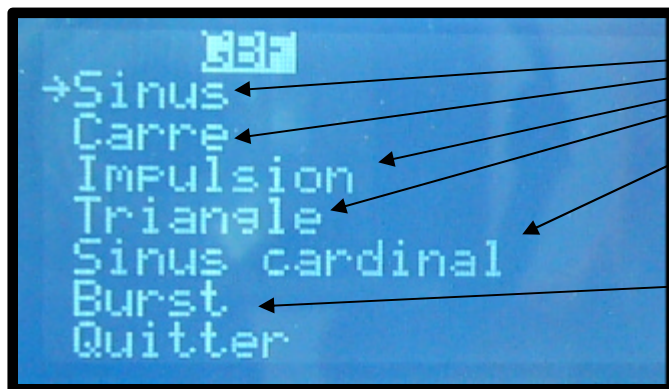 GBF
→Sinus
Carre
Impulsion
Triangle
Sinus cardinal
Burst
Quitter